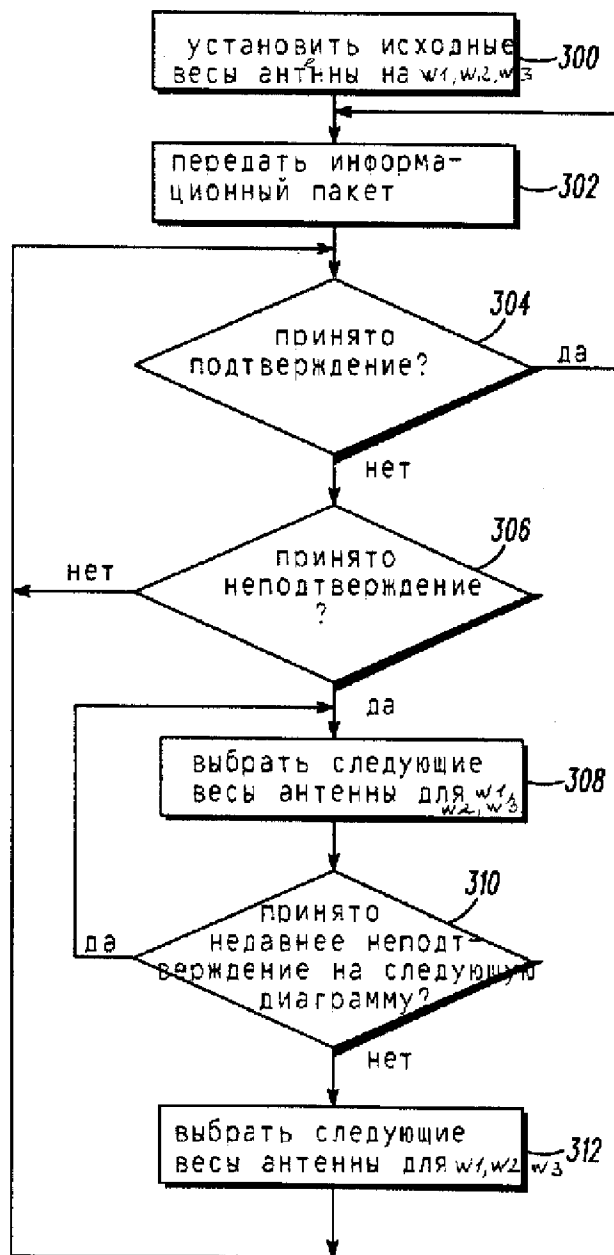 установить исходные
весы антенны на w1, w2, w3
300
передать информа-
ционный пакет
302
304
принято
подтверждение?
да
нет
306
принято
неподтверждение
?
нет
да
выбрать следующие
весы антенны для w1,
w2, w3
308
310
принято
недавнее неподт-
верждение на следующую
диаграмму?
да
нет
выбрать следующие
весы антенны для w1, w2 w3
312